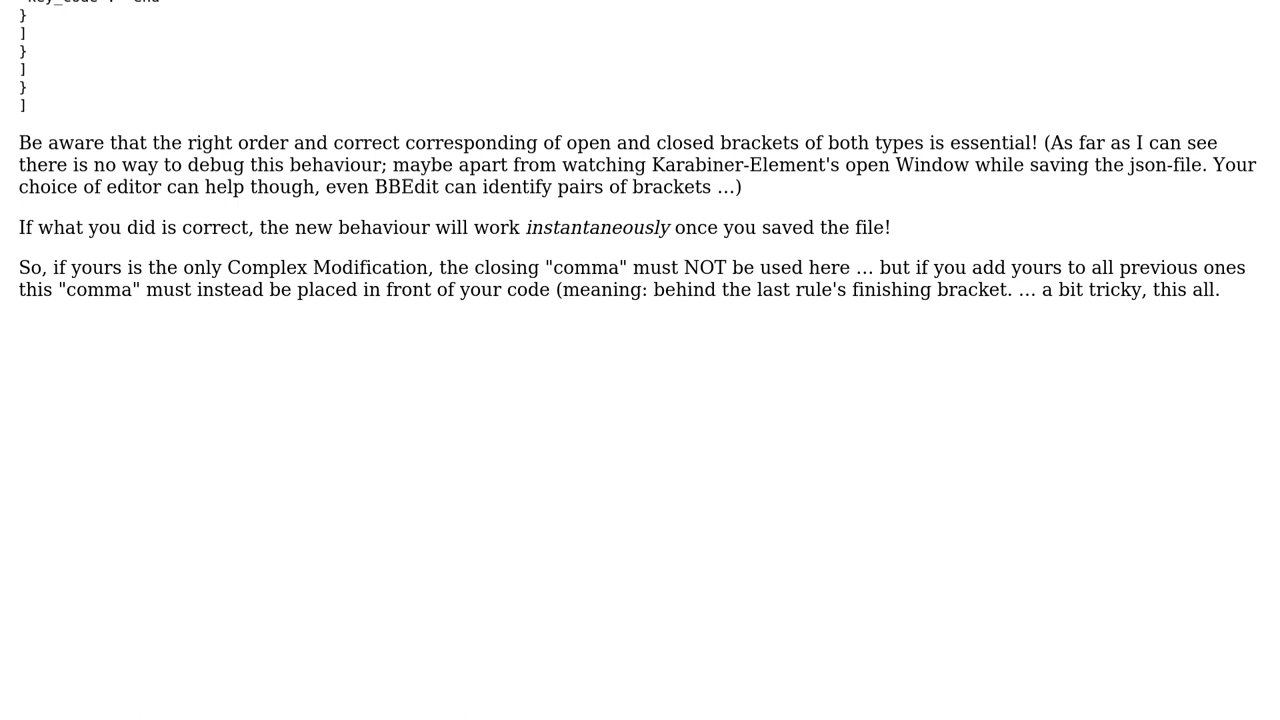 }
]
}
]
}
]
Be aware that the right order and correct corresponding of open and closed brackets of both types is essential! (As far as I can see
there is no way to debug this behaviour; maybe apart from watching Karabiner-Element's open Window while saving the json-file. Your
choice of editor can help though, even BBEdit can identify pairs of brackets …)
If what you did is correct, the new behaviour will work instantaneously once you saved the file!
So, if yours is the only Complex Modification, the closing "comma" must NOT be used here … but if you add yours to all previous ones
this "comma" must instead be placed in front of your code (meaning: behind the last rule's finishing bracket. … a bit tricky, this all.